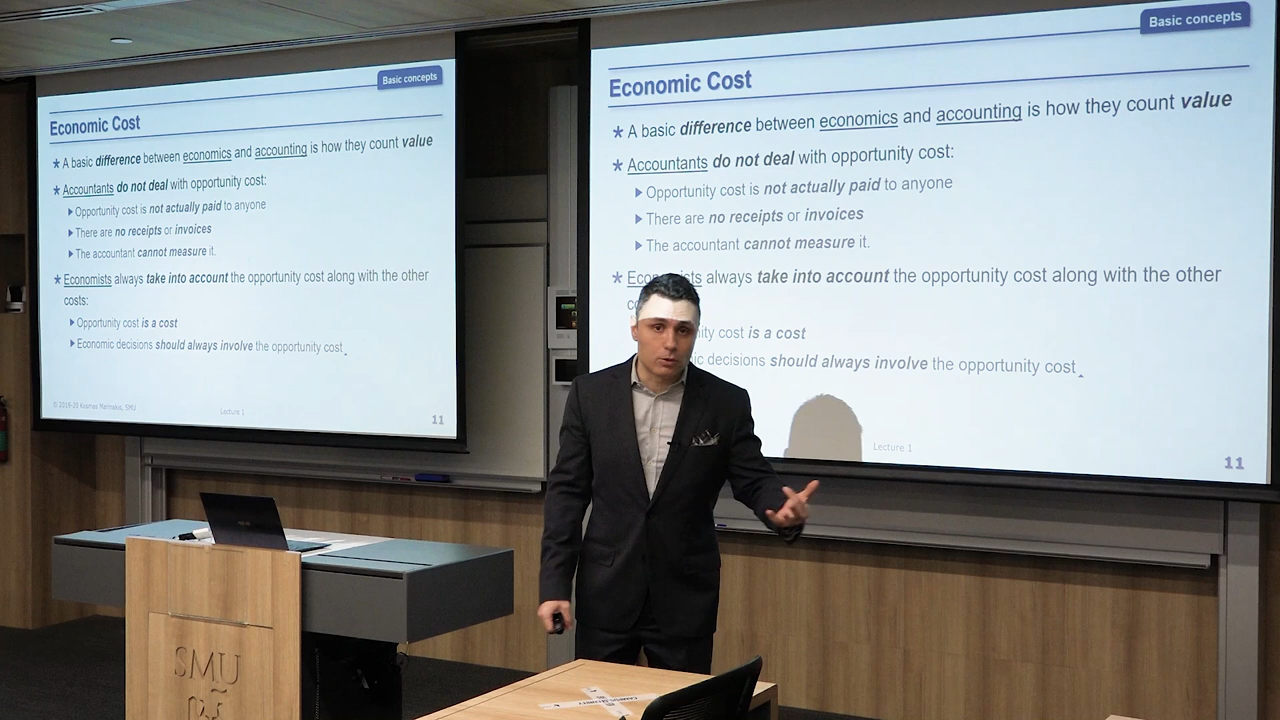 Basic concepts
Economic Cost
* A basic difference between economics and accounting is how they count value
* Accountants do not deal with opportunity cost:
Opportunity cost is not actually paid to anyone
There are no receipts or invoices
The accountant cannot measure it.
* Economists always take into account the opportunity cost along with the other
costs:
Opportunity cost is a cost
Economic decisions should always involve the opportunity cost
© 2019-20 Kosmas Marinakis, SMU
Lecture 1
11
Basic concepts
Economic Cost
* A basic difference between economics and accounting is how they count value
* Accountants do not deal with opportunity cost:
Opportunity cost is not actually paid to anyone
There are no receipts or invoices
The accountant cannot measure it.
* Economists always take into account the opportunity cost along with the other
cost is a cost
decisions should always involve the opportunity cost
Lecture 1
11
SMU
CAMPUS SECURITY